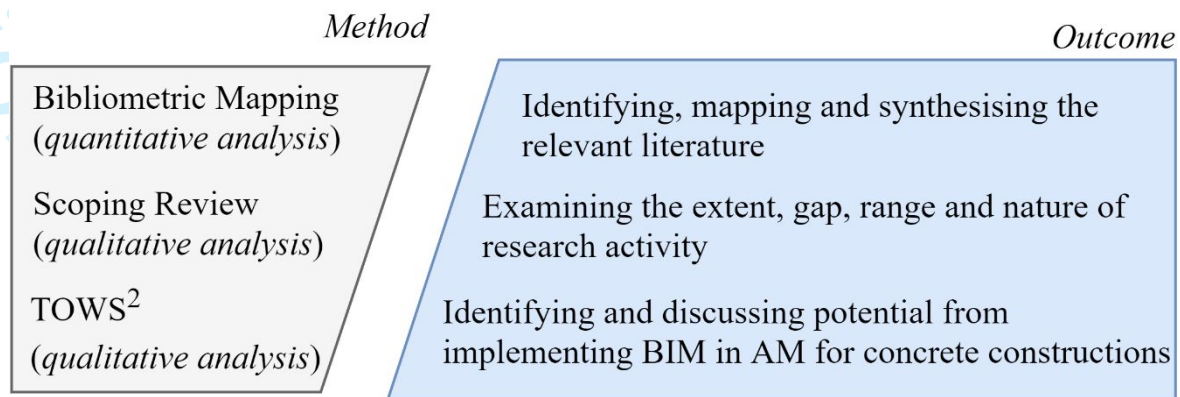 Method
Bibliometric Mapping
(quantitative analysis)
Scoping Review
(qualitative analysis)
TOWS²
(qualitative analysis)
Outcome
Identifying, mapping and synthesising the
relevant literature
Examining the extent, gap, range and nature of
research activity
Identifying and discussing potential from
implementing BIM in AM for concrete constructions